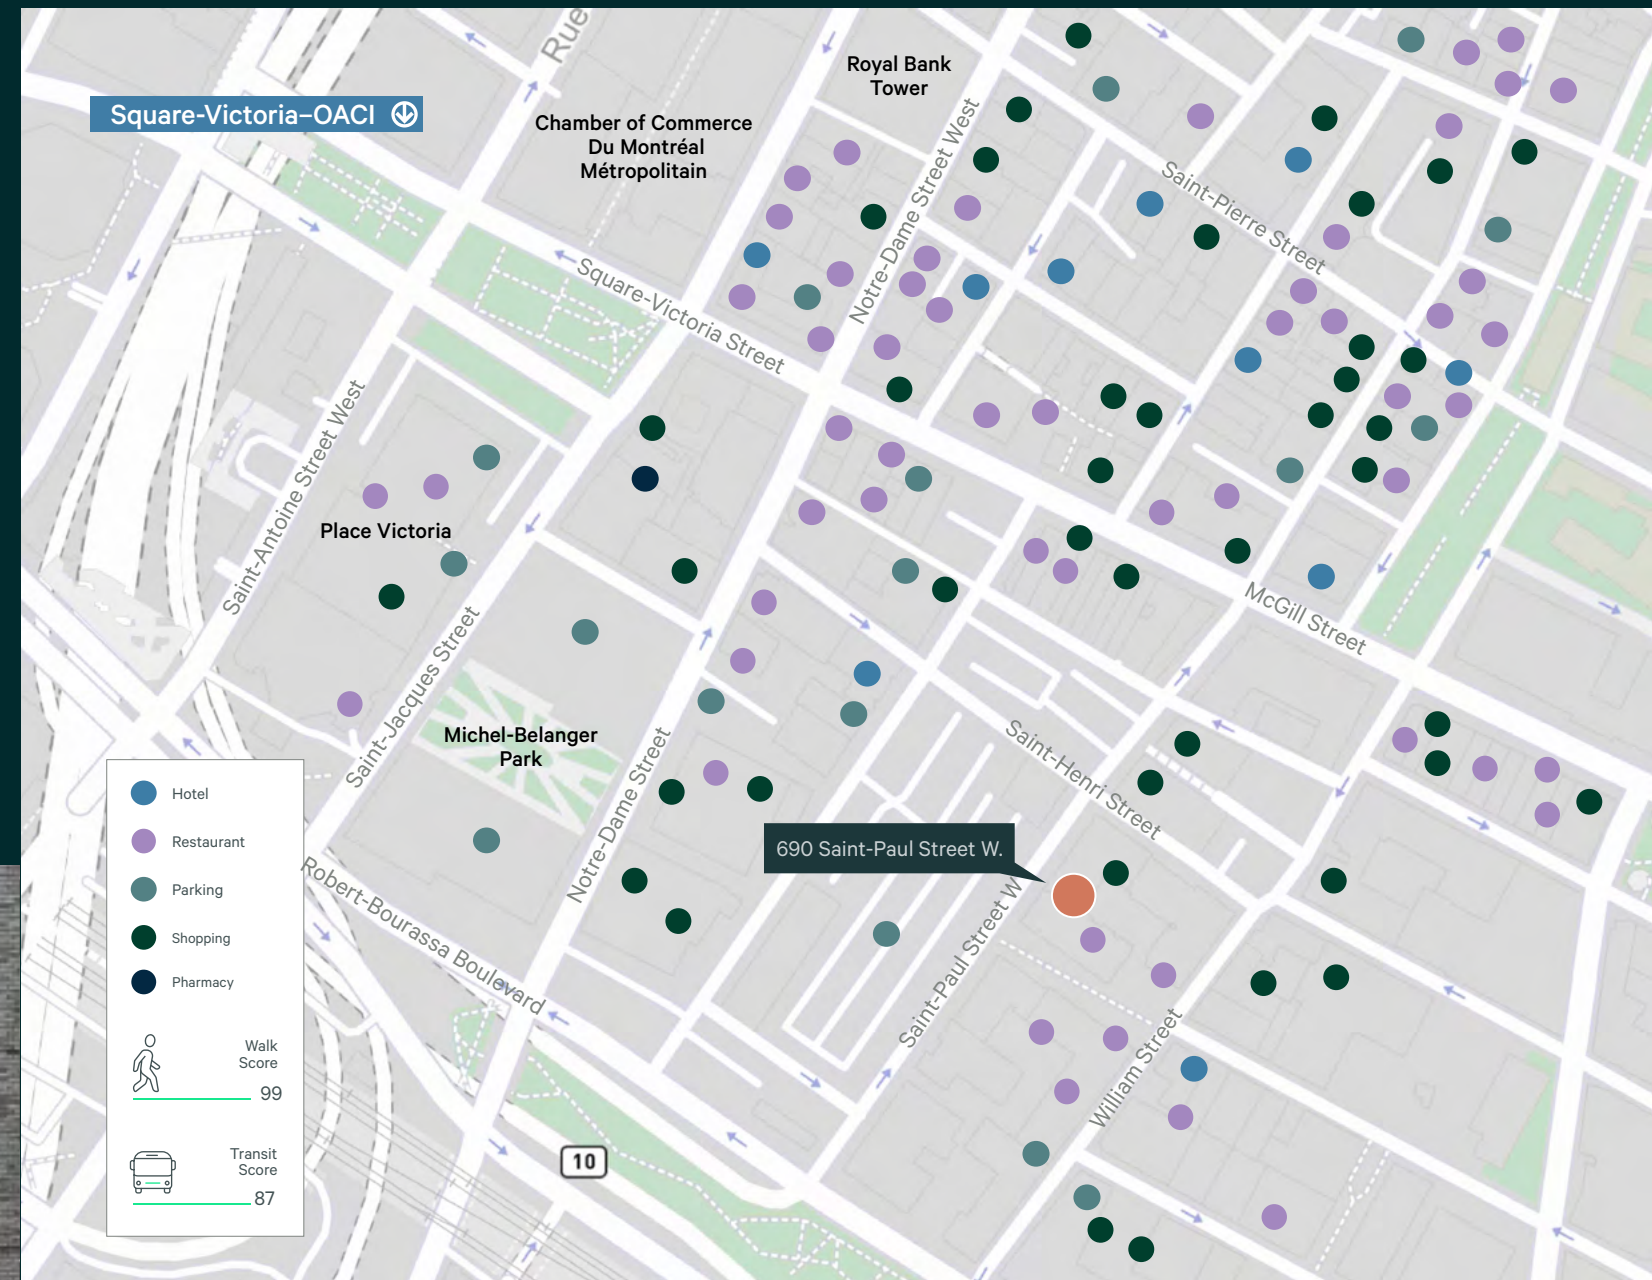 Rue
Royal Bank
Tower
Square-Victoria–OACI
Chamber of Commerce
Du Montréal
Métropolitain
Notre-Dame Street West
Saint-Pierre Street
Square-Victoria Street
Saint-Antoine Street West
Place Victoria
McGill Street
Saint-Jacques Street
Michel-Belanger
Park
Notre-Dame Street
Saint-Henri Street
690 Saint-Paul Street W.
Saint-Paul Street W
Robert-Bourassa Boulevard
William Street
10
Hotel
Restaurant
Parking
Shopping
Pharmacy
Walk
Score
99
Transit
Score
87